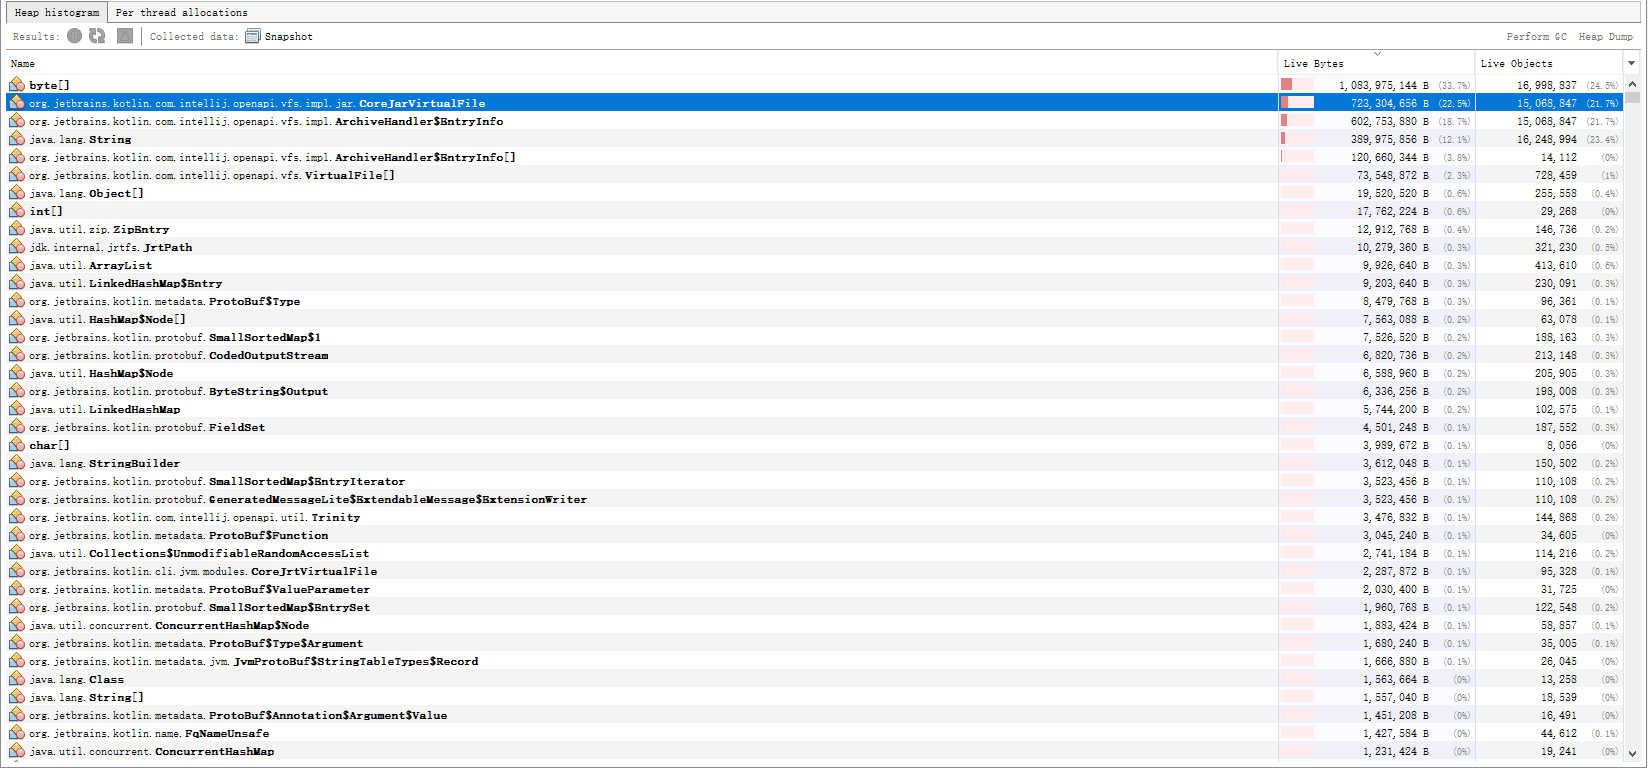 Heap histogram Per thread allocations
Results: Collected data: Snapshot Perform GC Heap Dump
Name Live Bytes Live Objects
byte[] 1,083,975,144 B (33.7%) 16,998,837 (24.5%)
org.jetbrains.kotlin.com.intellij.openapi.vfs.impl.jar.CoreJarVirtualFile 723,304,656 B (22.5%) 15,068,847 (21.7%)
org.jetbrains.kotlin.com.intellij.openapi.vfs.impl.ArchiveHandler$EntryInfo 602,753,880 B (18.7%) 15,068,847 (21.7%)
java.lang.String 389,975,856 B (12.1%) 16,248,994 (23.4%)
org.jetbrains.kotlin.com.intellij.openapi.vfs.impl.ArchiveHandler$EntryInfo[] 120,660,344 B (3.8%) 14,112 (0%)
org.jetbrains.kotlin.com.intellij.openapi.vfs.VirtualFile[] 73,548,872 B (2.3%) 728,459 (1%)
java.lang.Object[] 19,520,520 B (0.6%) 255,558 (0.4%)
int[] 17,762,224 B (0.6%) 29,268 (0%)
java.util.zip.ZipEntry 12,912,768 B (0.4%) 146,736 (0.2%)
jdk.internal.jrtfs.JrtPath 10,279,360 B (0.3%) 321,230 (0.5%)
java.util.ArrayList 9,926,640 B (0.3%) 413,610 (0.6%)
java.util.LinkedHashMap$Entry 9,203,640 B (0.3%) 230,091 (0.3%)
org.jetbrains.kotlin.metadata.ProtoBuf$Type 8,479,768 B (0.3%) 96,361 (0.1%)
java.util.HashMap$Node[] 7,563,088 B (0.2%) 63,078 (0.1%)
org.jetbrains.kotlin.protobuf.SmallSortedMap$1 7,526,520 B (0.2%) 188,163 (0.3%)
org.jetbrains.kotlin.protobuf.CodedOutputStream 6,820,736 B (0.2%) 213,148 (0.3%)
java.util.HashMap$Node 6,588,960 B (0.2%) 205,905 (0.3%)
org.jetbrains.kotlin.protobuf.ByteString$Output 6,336,256 B (0.2%) 198,008 (0.3%)
java.util.LinkedHashMap 5,744,200 B (0.2%) 102,575 (0.1%)
org.jetbrains.kotlin.protobuf.FieldSet 4,501,248 B (0.1%) 187,552 (0.3%)
char[] 3,989,672 B (0.1%) 8,056 (0%)
java.lang.StringBuilder 3,612,048 B (0.1%) 150,502 (0.2%)
org.jetbrains.kotlin.protobuf.SmallSortedMap$EntryIterator 3,523,456 B (0.1%) 110,108 (0.2%)
org.jetbrains.kotlin.protobuf.GeneratedMessageLite$ExtendableMessage$ExtensionWriter 3,523,456 B (0.1%) 110,108 (0.2%)
org.jetbrains.kotlin.com.intellij.openapi.util.Trinity 3,476,832 B (0.1%) 144,868 (0.2%)
org.jetbrains.kotlin.metadata.ProtoBuf$Function 3,045,240 B (0.1%) 34,605 (0%)
java.util.Collections$UnmodifiableRandomAccessList 2,741,184 B (0.1%) 114,216 (0.2%)
org.jetbrains.kotlin.cli.jvm.modules.CoreJrtVirtualFile 2,287,872 B (0.1%) 95,328 (0.1%)
org.jetbrains.kotlin.metadata.ProtoBuf$ValueParameter 2,030,400 B (0.1%) 31,725 (0%)
org.jetbrains.kotlin.protobuf.SmallSortedMap$EntrySet 1,960,768 B (0.1%) 122,548 (0.2%)
java.util.concurrent.ConcurrentHashMap$Node 1,883,424 B (0.1%) 58,857 (0.1%)
org.jetbrains.kotlin.metadata.ProtoBuf$Type$Argument 1,680,240 B (0.1%) 35,005 (0.1%)
org.jetbrains.kotlin.metadata.jvm.JvmProtoBuf$StringTableTypes$Record 1,666,880 B (0.1%) 26,045 (0%)
java.lang.Class 1,563,664 B (0%) 13,258 (0%)
java.lang.String[] 1,557,040 B (0%) 18,539 (0%)
org.jetbrains.kotlin.metadata.ProtoBuf$Annotation$Argument$Value 1,451,208 B (0%) 16,491 (0%)
org.jetbrains.kotlin.name.FqNameUnsafe 1,427,584 B (0%) 44,612 (0.1%)
java.util.concurrent.ConcurrentHashMap 1,231,424 B (0%) 19,241 (0%)